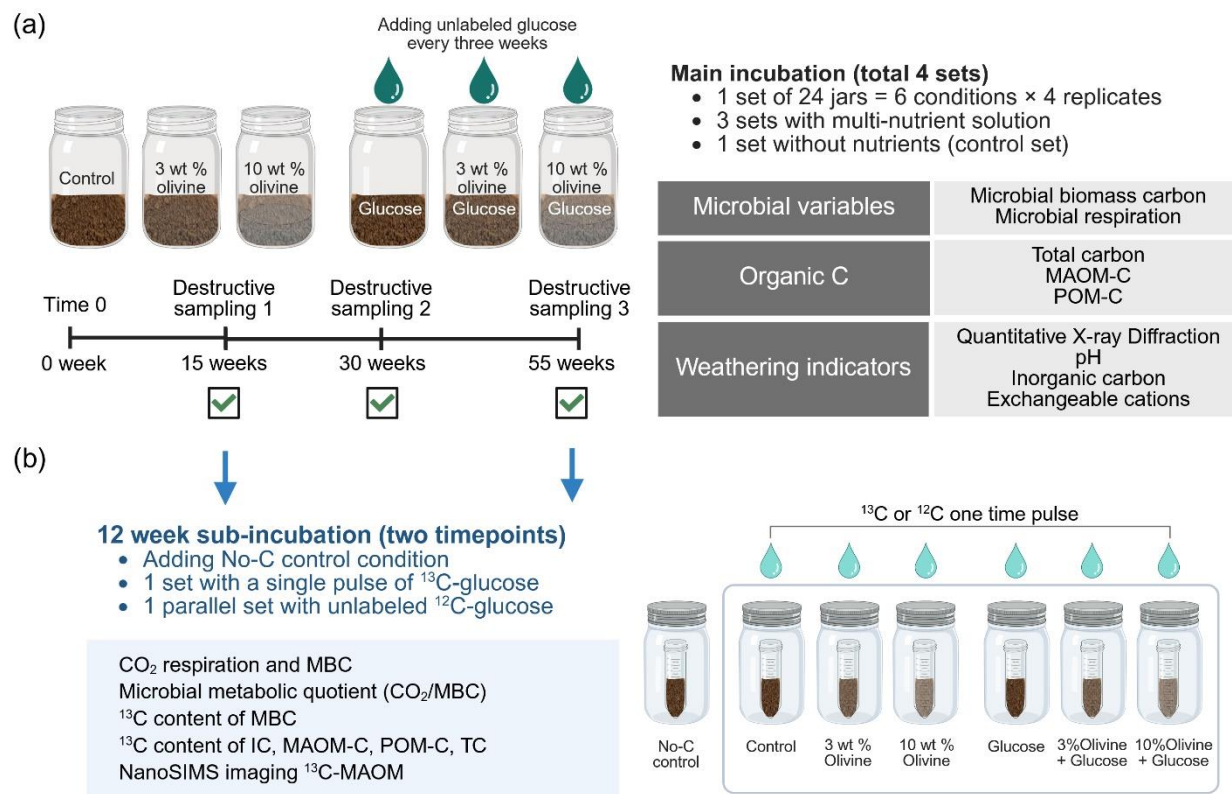 (a)
Adding unlabeled glucose
every three weeks
Control
3 wt %
olivine
10 wt %
olivine
Glucose
3 wt %
olivine
Glucose
10 wt %
olivine
Glucose
Time 0
Destructive
sampling 1
Destructive
sampling 2
Destructive
sampling 3
0 week
15 weeks
30 weeks
55 weeks
Main incubation (total 4 sets)
• 1 set of 24 jars = 6 conditions × 4 replicates
• 3 sets with multi-nutrient solution
• 1 set without nutrients (control set)
Microbial variables
Microbial biomass carbon
Microbial respiration
Organic C
Total carbon
MAOM-C
POM-C
Weathering indicators
Quantitative X-ray Diffraction
pH
Inorganic carbon
Exchangeable cations
(b)
12 week sub-incubation (two timepoints)
• Adding No-C control condition
• 1 set with a single pulse of ¹³C-glucose
• 1 parallel set with unlabeled ¹²C-glucose
CO₂ respiration and MBC
Microbial metabolic quotient (CO₂/MBC)
¹³C content of MBC
¹³C content of IC, MAOM-C, POM-C, TC
NanoSIMS imaging ¹³C-MAOM
¹³C or ¹²C one time pulse
No-C
control
Control
3 wt %
Olivine
10 wt %
Olivine
Glucose
3%Olivine
+ Glucose
10%Olivine
+ Glucose